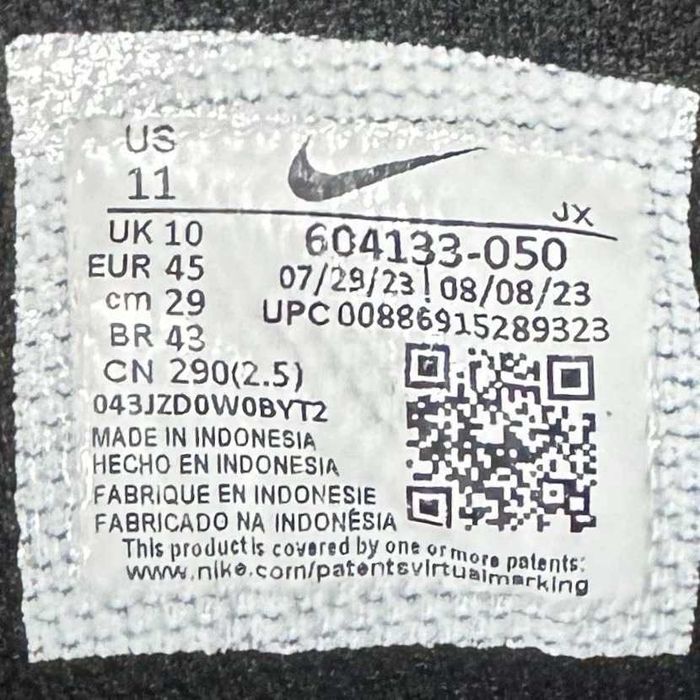 US
11
JX
UK 10
EUR 45
cm 29
BR 43
CN 290(2.5)
604133-050
07/29/23 | 08/08/23
UPC 00886915289323
043JZD0W0BYT2
MADE IN INDONESIA
HECHO EN INDONESIA
FABRIQUE EN INDONESIE
FABRICADO NA INDONÉSIA
This product is covered by one or more patents:
www.nike.com/patentsvirtualmarking